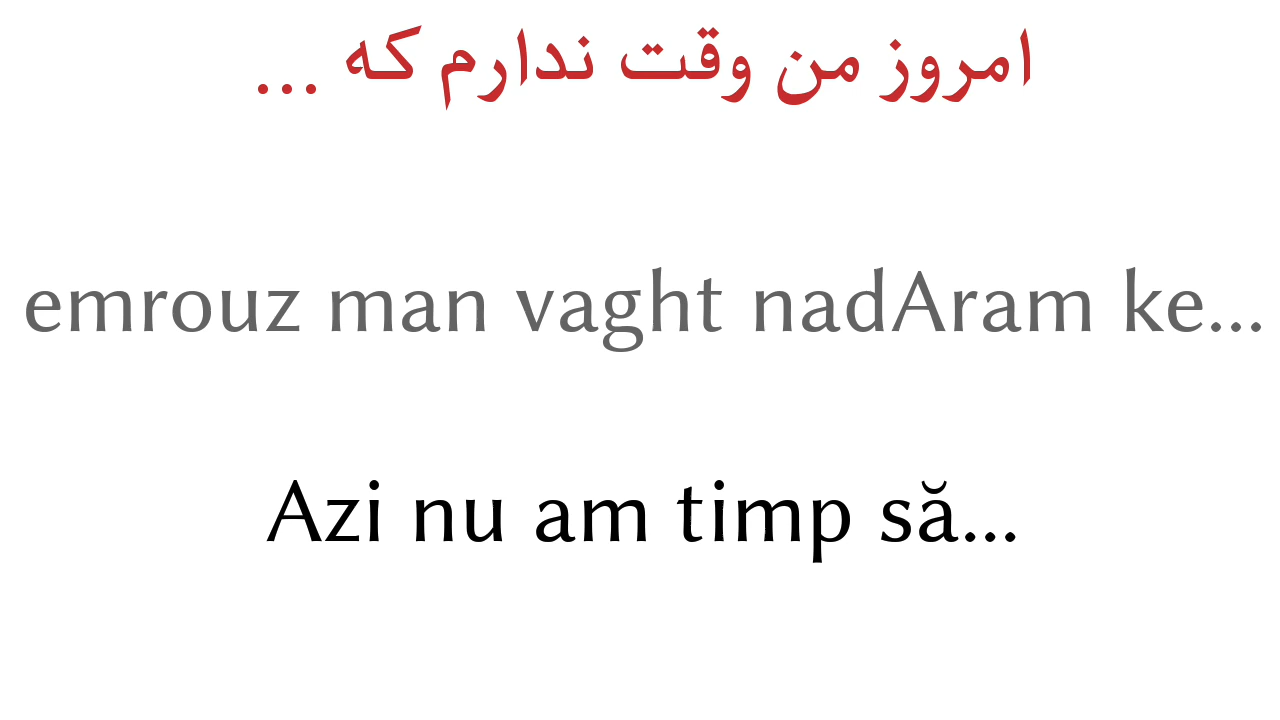 امروز من وقت ندارم که ...
emrouz man vaght nadAram ke...
Azi nu am timp să...